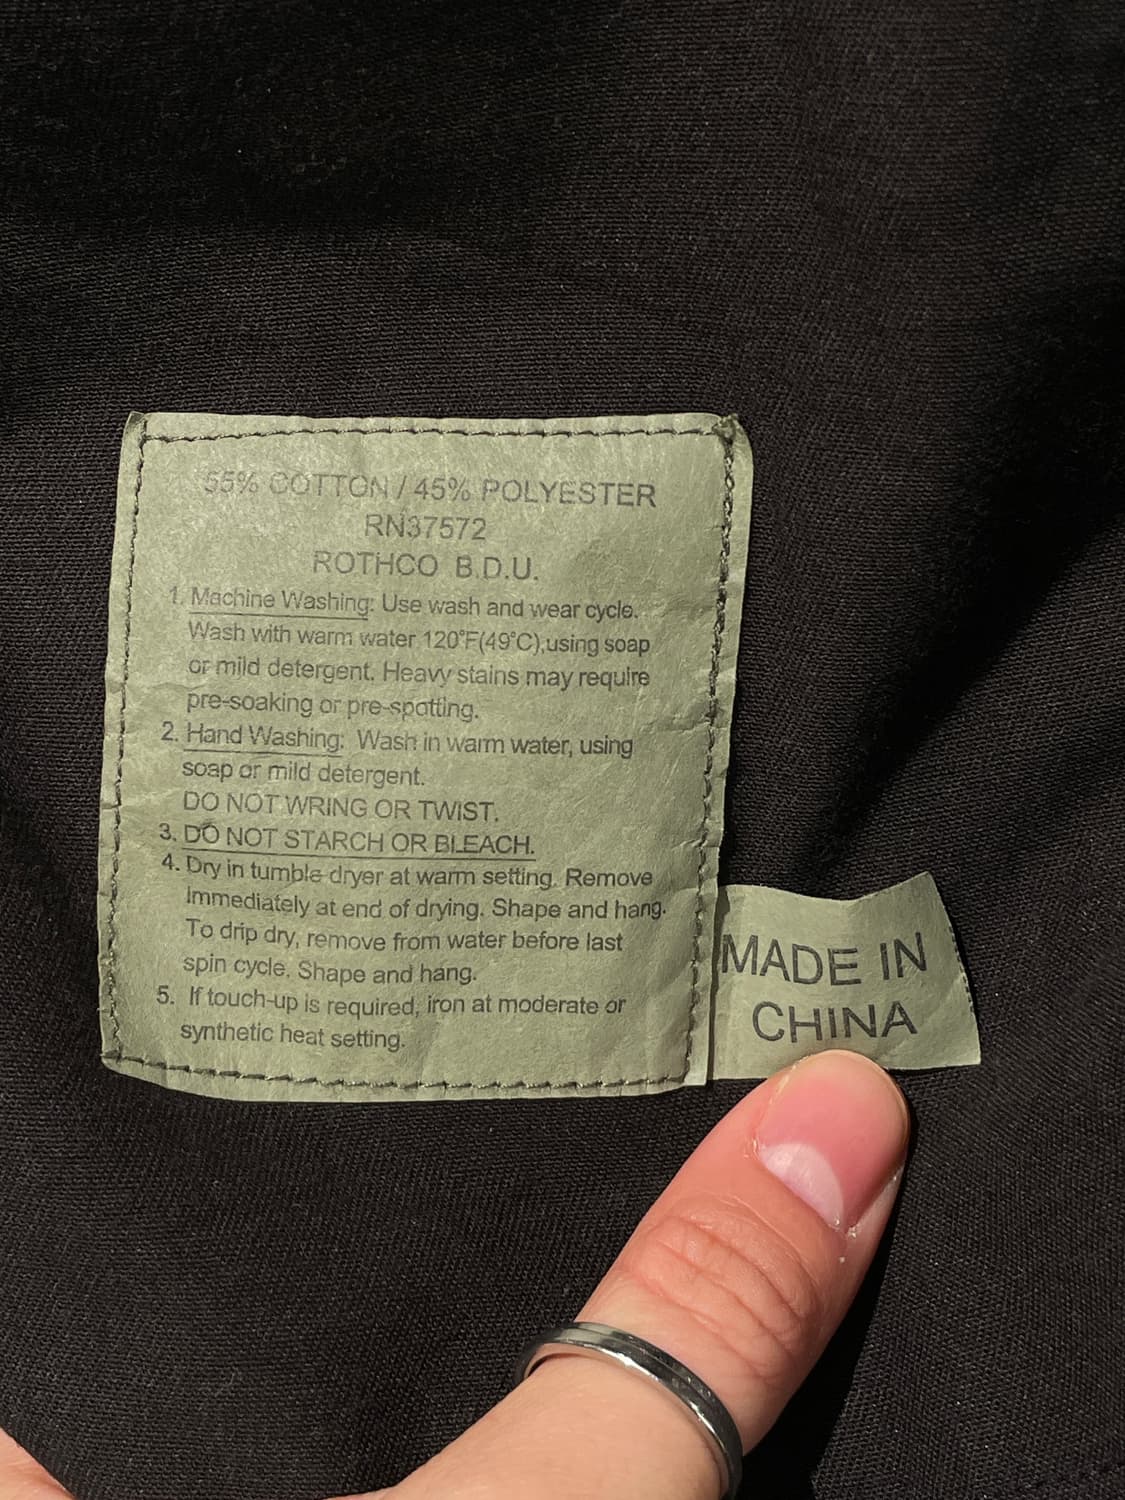 55% COTTON / 45% POLYESTER
RN37572
ROTHCO B.D.U.
1. Machine Washing: Use wash and wear cycle.
Wash with warm water 120°F(49°C),using soap
or mild detergent. Heavy stains may require
pre-soaking or pre-spotting.
2. Hand Washing: Wash in warm water, using
soap or mild detergent.
DO NOT WRING OR TWIST.
3. DO NOT STARCH OR BLEACH.
4. Dry in tumble dryer at warm setting. Remove
immediately at end of drying. Shape and hang.
To drip dry, remove from water before last
spin cycle. Shape and hang.
5. If touch-up is required, iron at moderate or
synthetic heat setting.
MADE IN
CHINA